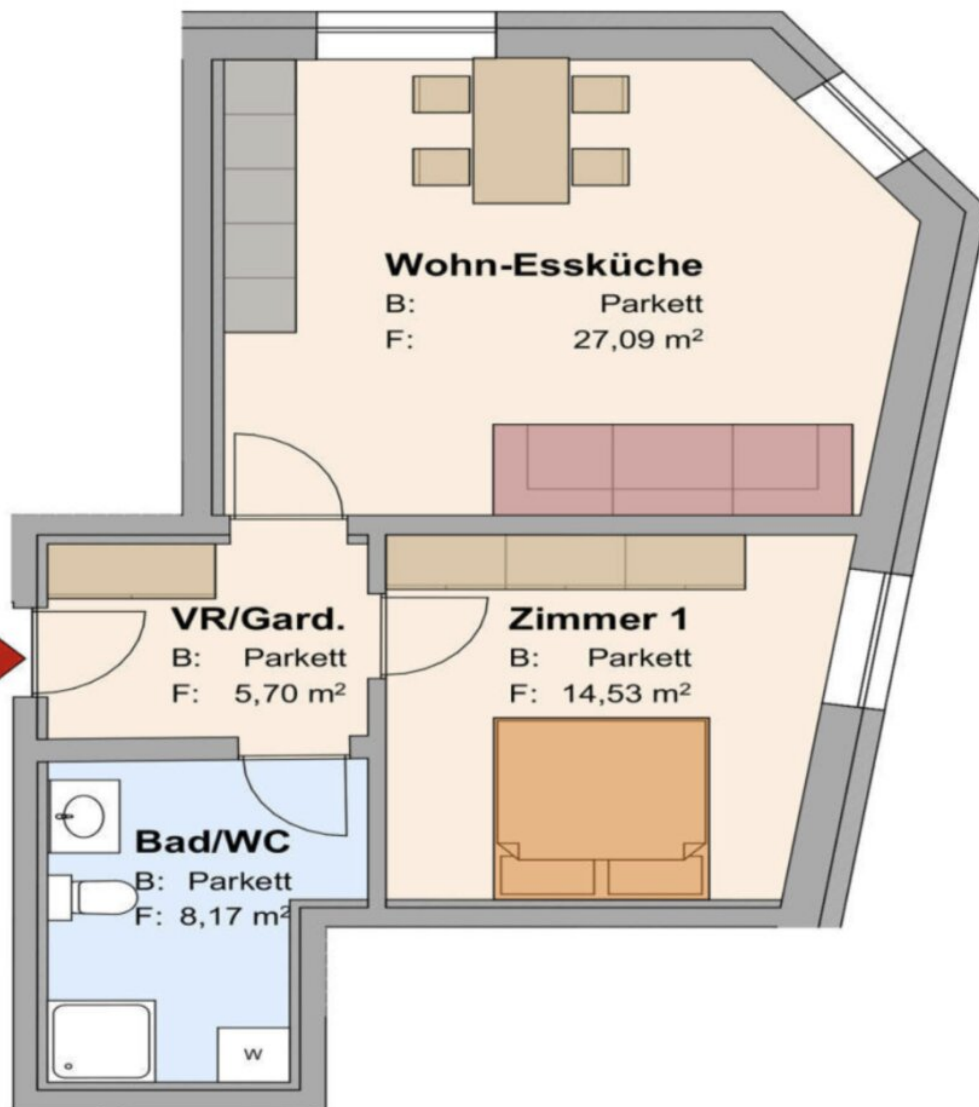 Wohn-Essküche
B: Parkett
F: 27,09 m²
VR/Gard.
B: Parkett
F: 5,70 m²
Zimmer 1
B: Parkett
F: 14,53 m²
Bad/WC
B: Parkett
F: 8,17 m²
W